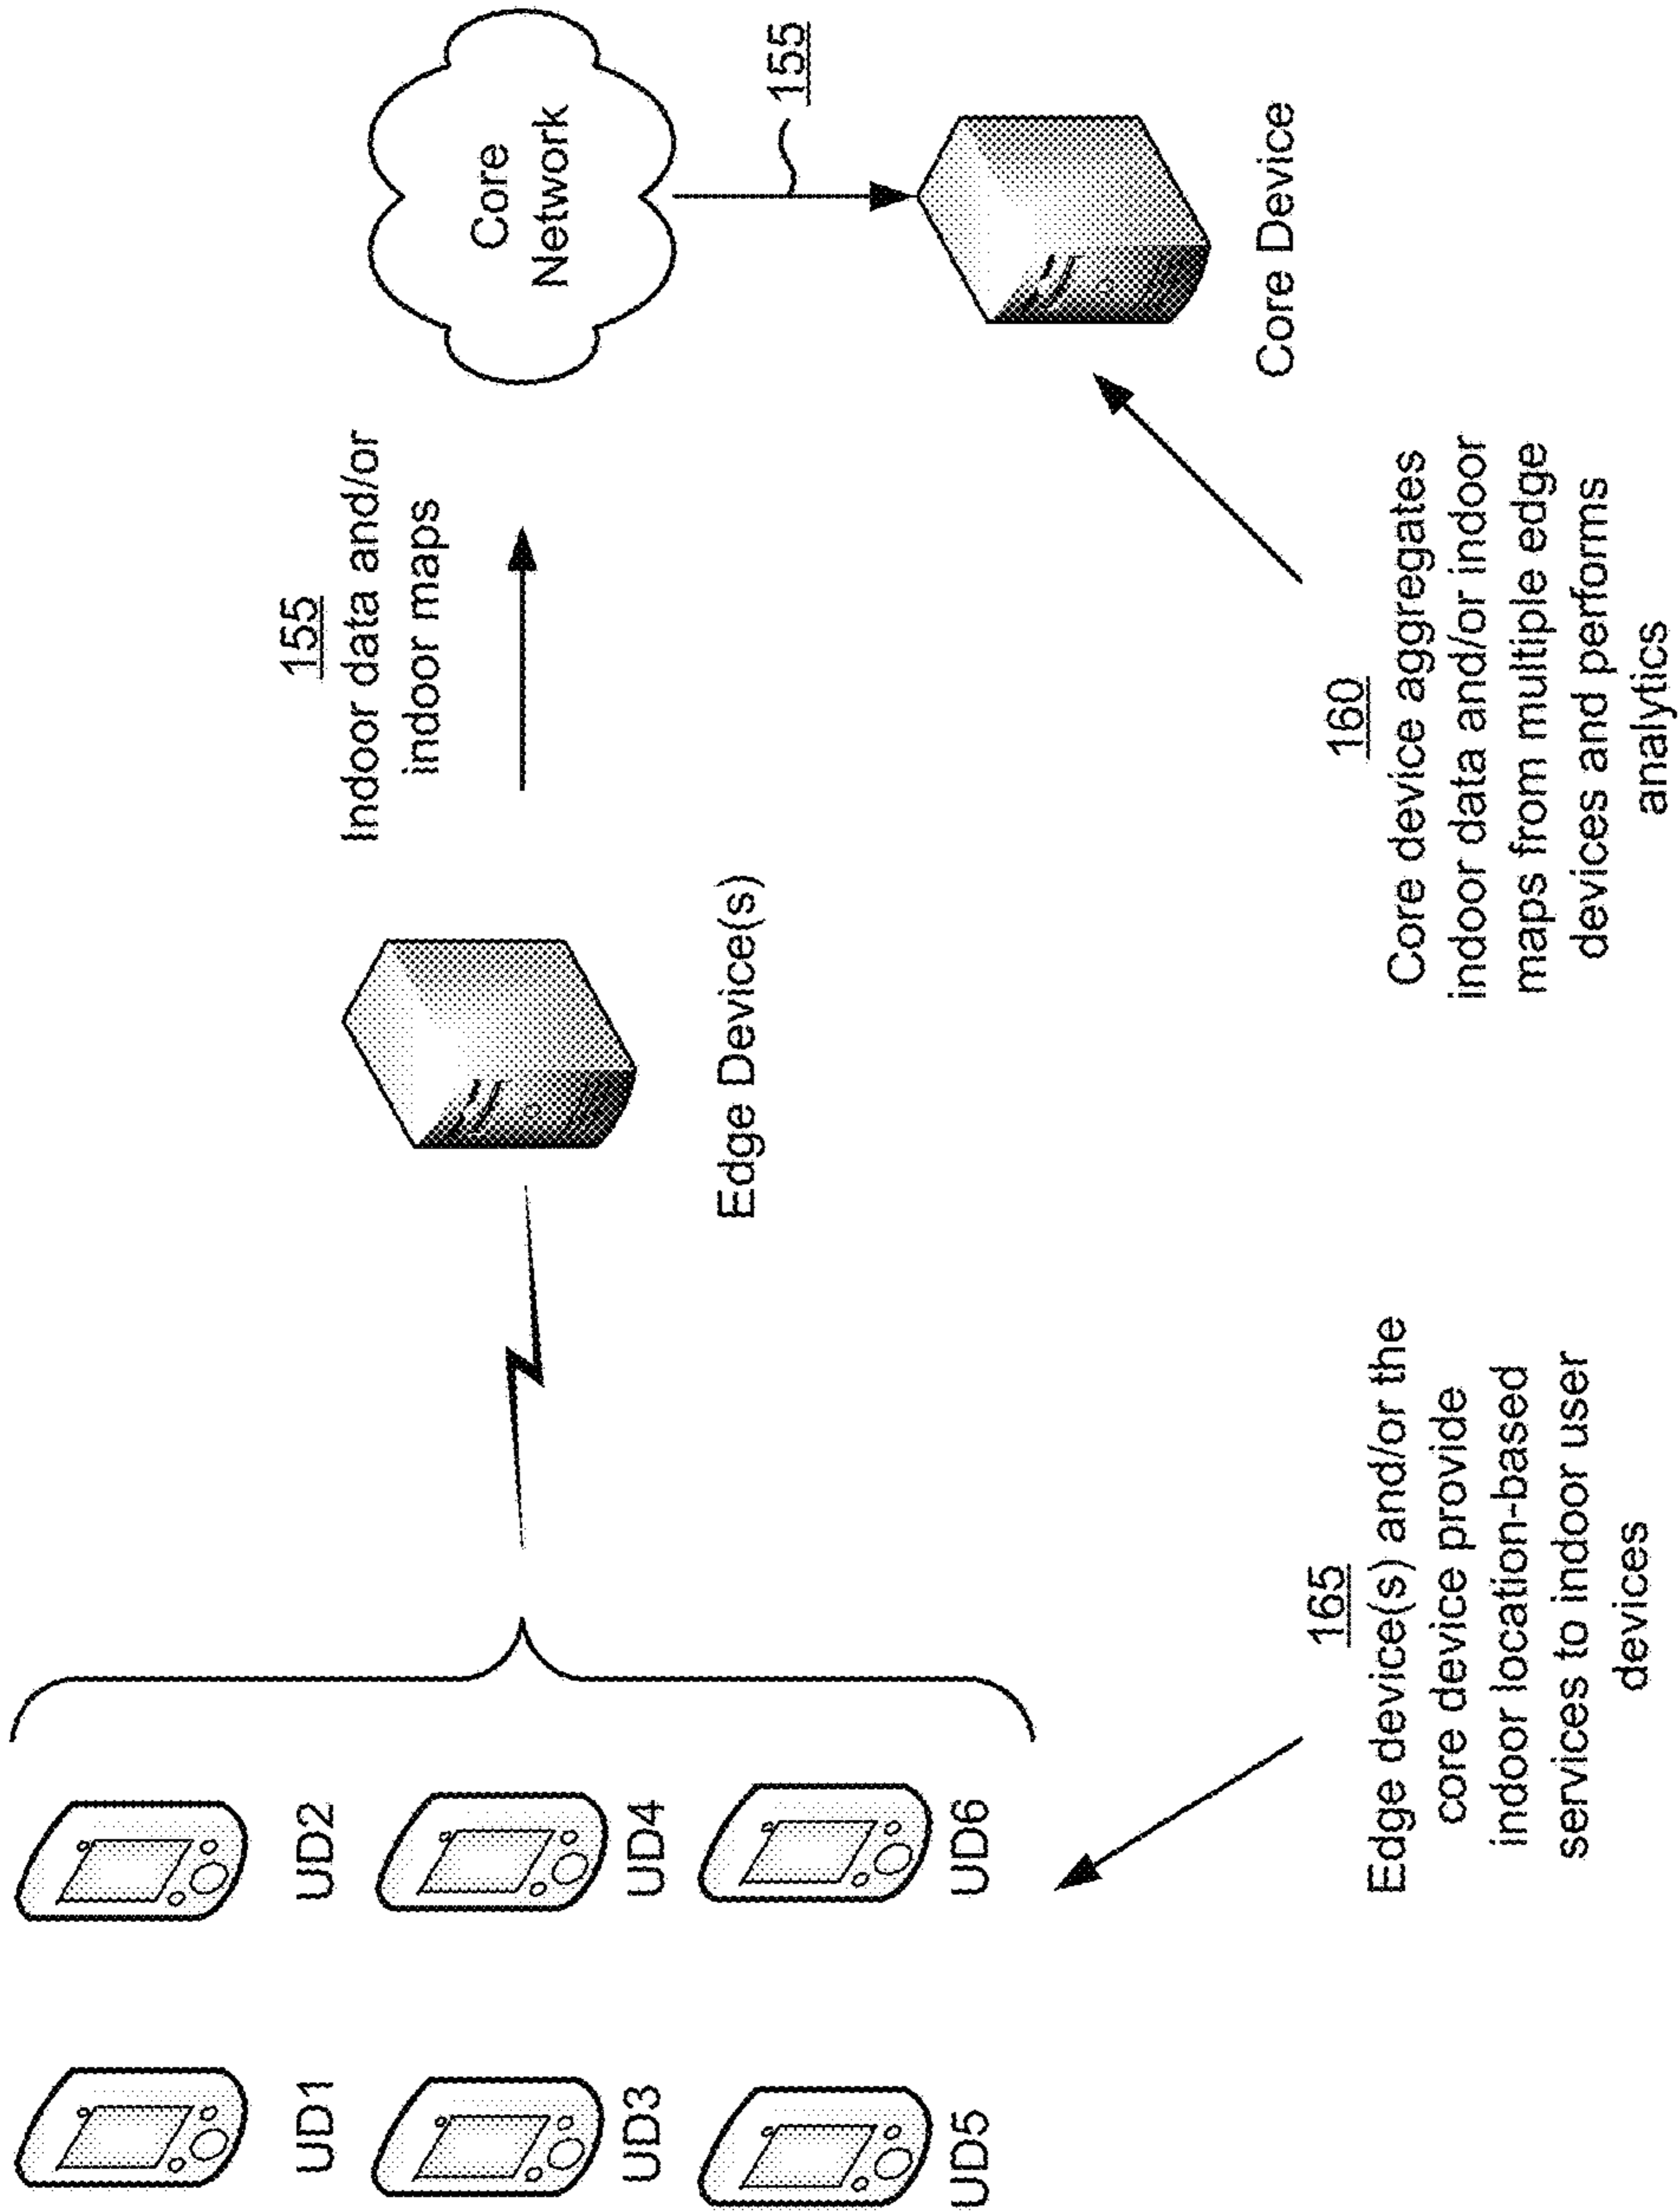 UD1
UD2
UD3
UD4
UD5
UD6
Edge Device(s)
155
Indoor data and/or
indoor maps
Core
Network
155
Core Device
165
Edge device(s) and/or the
core device provide
indoor location-based
services to indoor user
devices
160
Core device aggregates
indoor data and/or indoor
maps from multiple edge
devices and performs
analytics